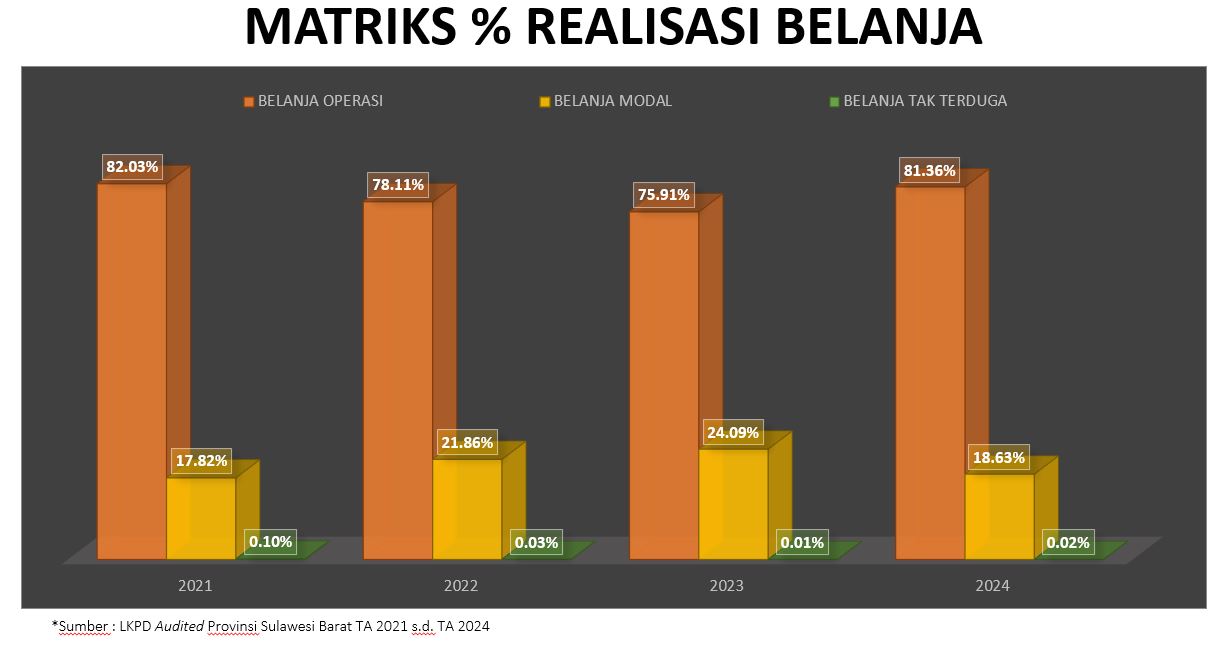 MATRIKS % REALISASI BELANJA
BELANJA OPERASI BELANJA MODAL BELANJA TAK TERDUGA
82.03% 78.11% 75.91% 81.36%
17.82% 21.86% 24.09% 18.63%
0.10% 0.03% 0.01% 0.02%
2021 2022 2023 2024
*Sumber : LKPD Audited Provinsi Sulawesi Barat TA 2021 s.d. TA 2024